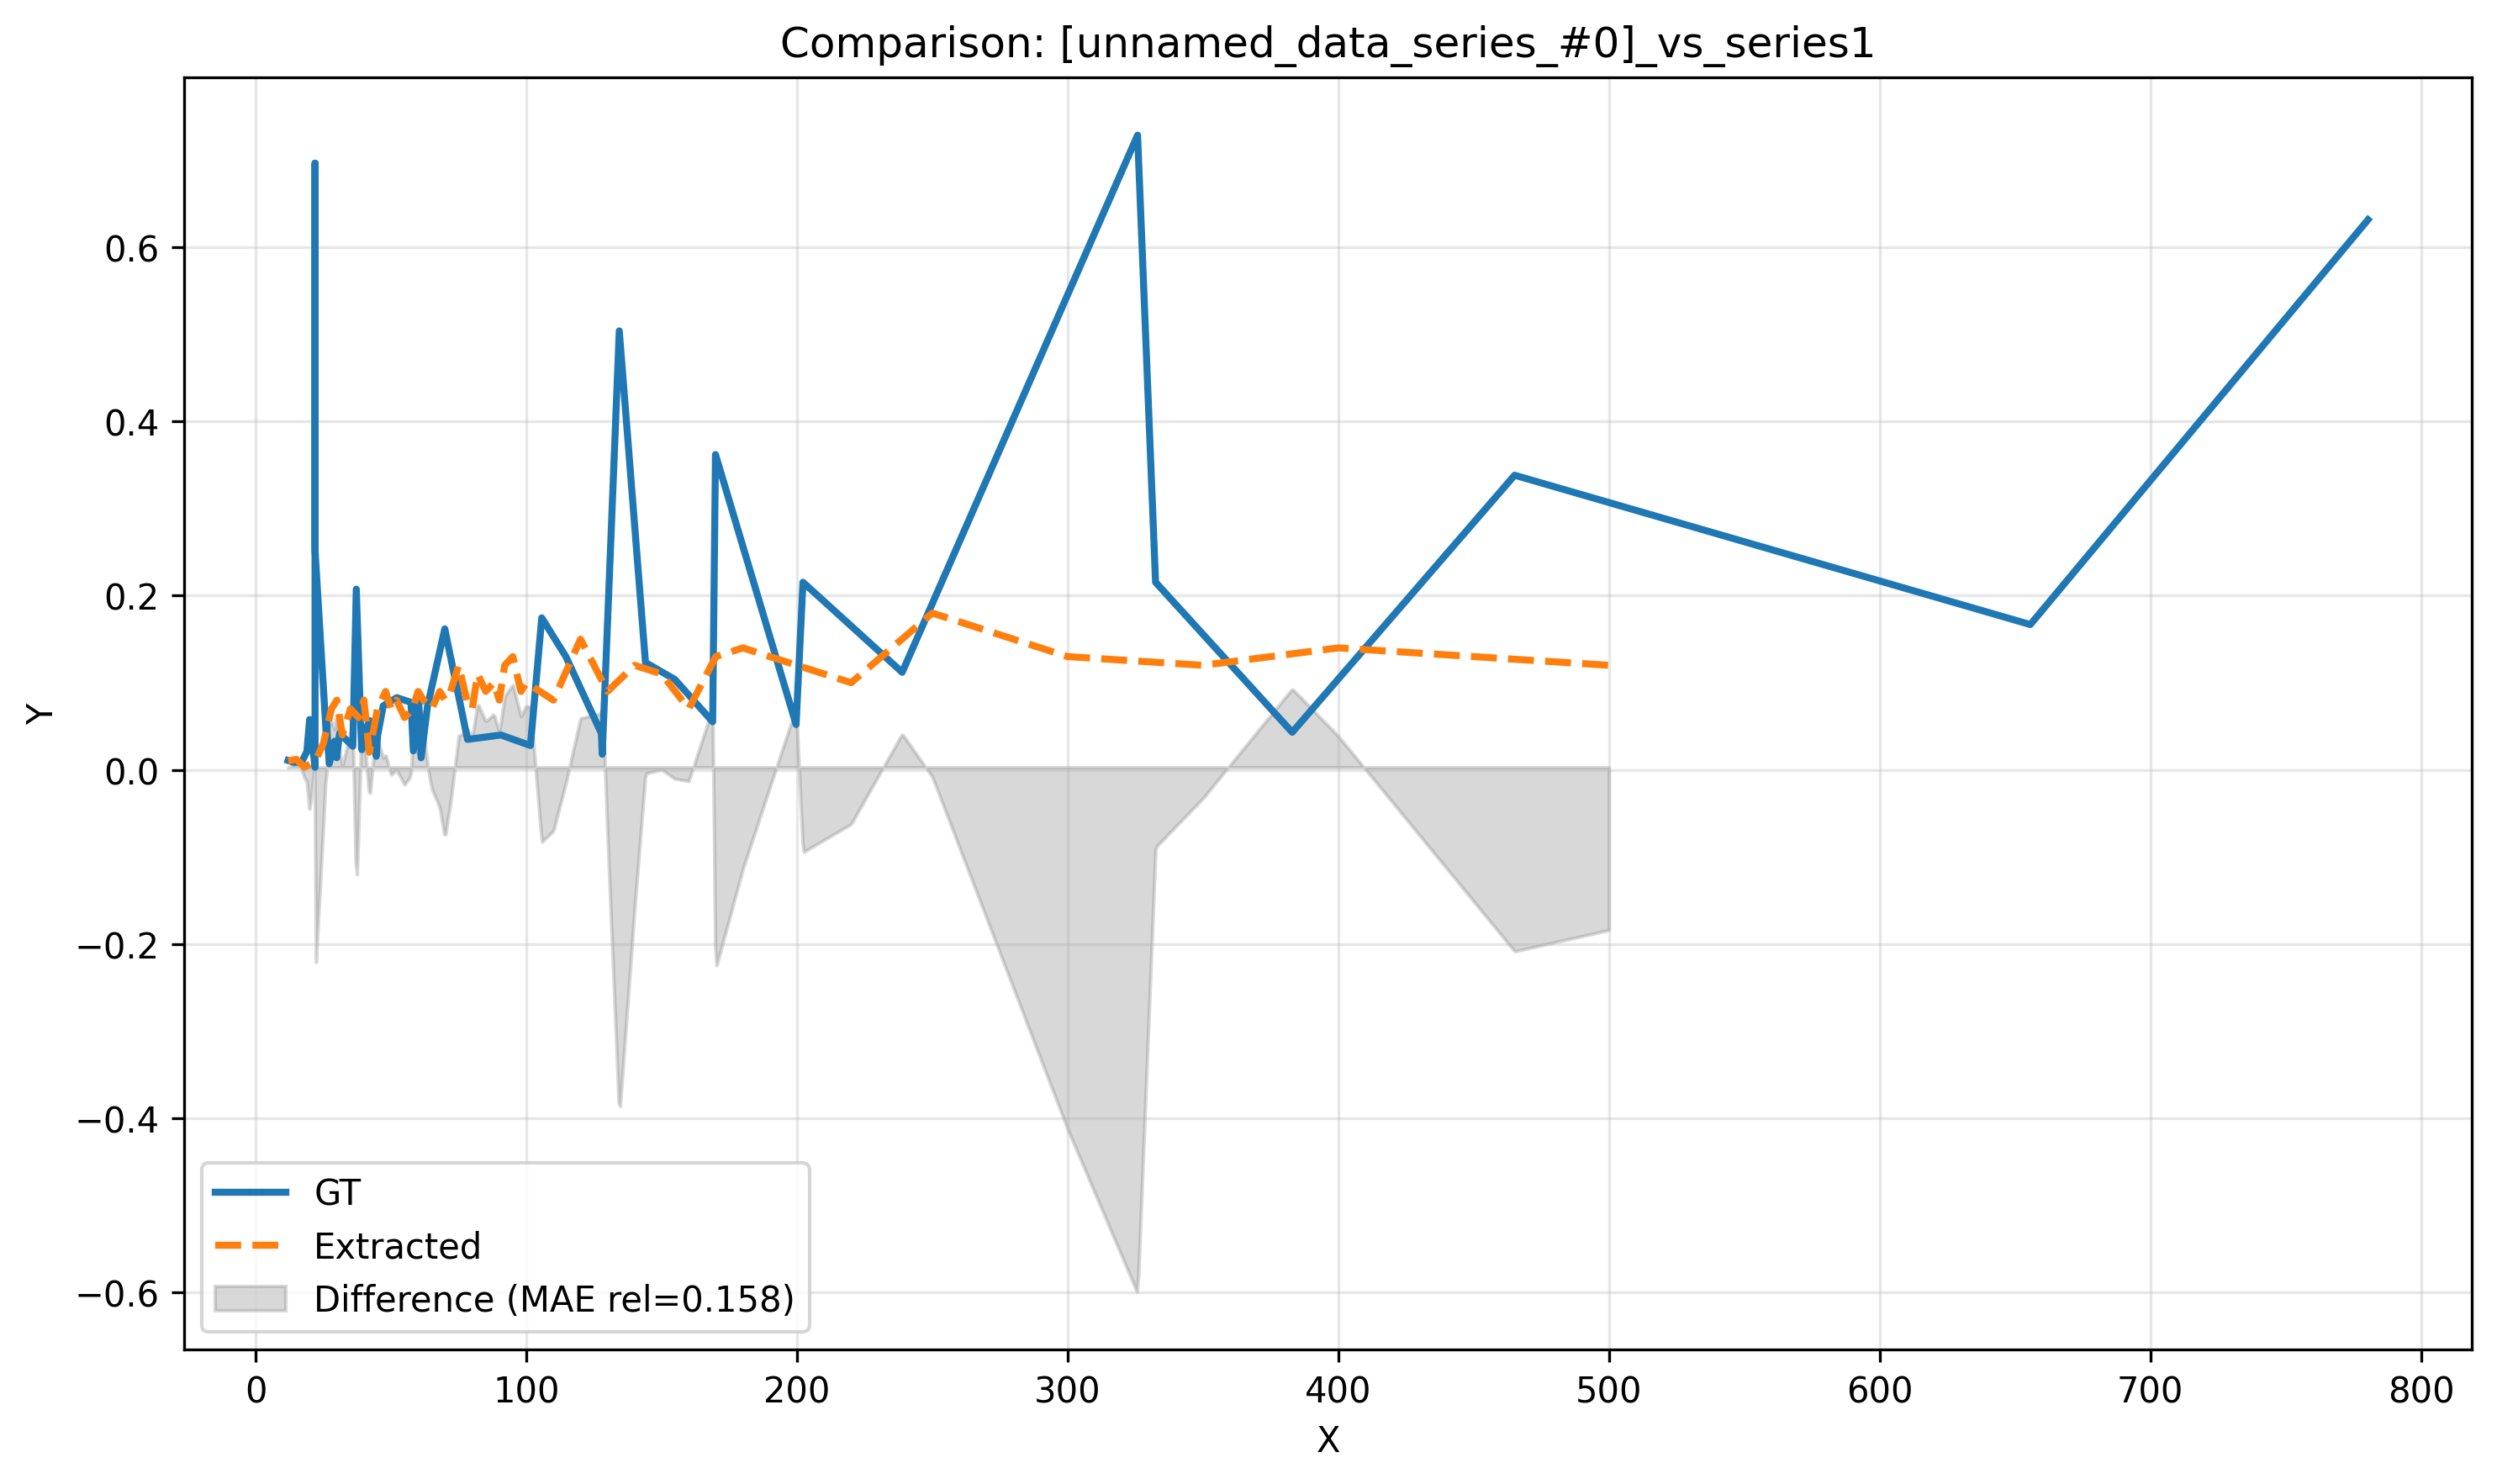 Comparison: [unnamed_data_series_#0]_vs_series1
Y
0.6
0.4
0.2
0.0
−0.2
−0.4
−0.6
GT
Extracted
Difference (MAE rel=0.158)
0 100 200 300 400 500 600 700 800
X